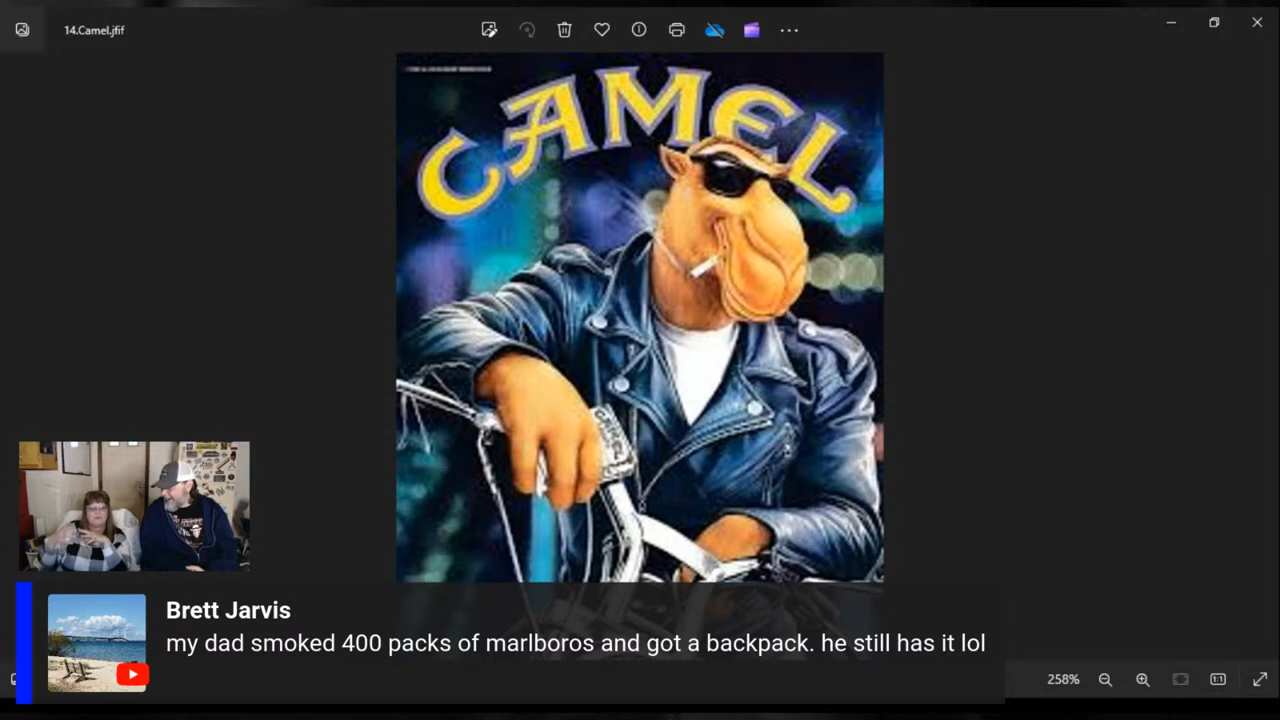 14.Camel.jfif
CAMEL
Brett Jarvis
my dad smoked 400 packs of marlboros and got a backpack. he still has it lol
258%